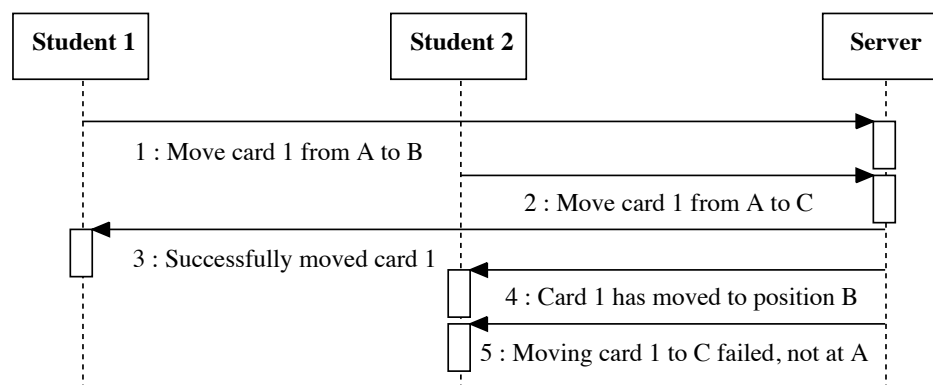 Student 1
Student 2
Server
1 : Move card 1 from A to B
2 : Move card 1 from A to C
3 : Successfully moved card 1
4 : Card 1 has moved to position B
5 : Moving card 1 to C failed, not at A